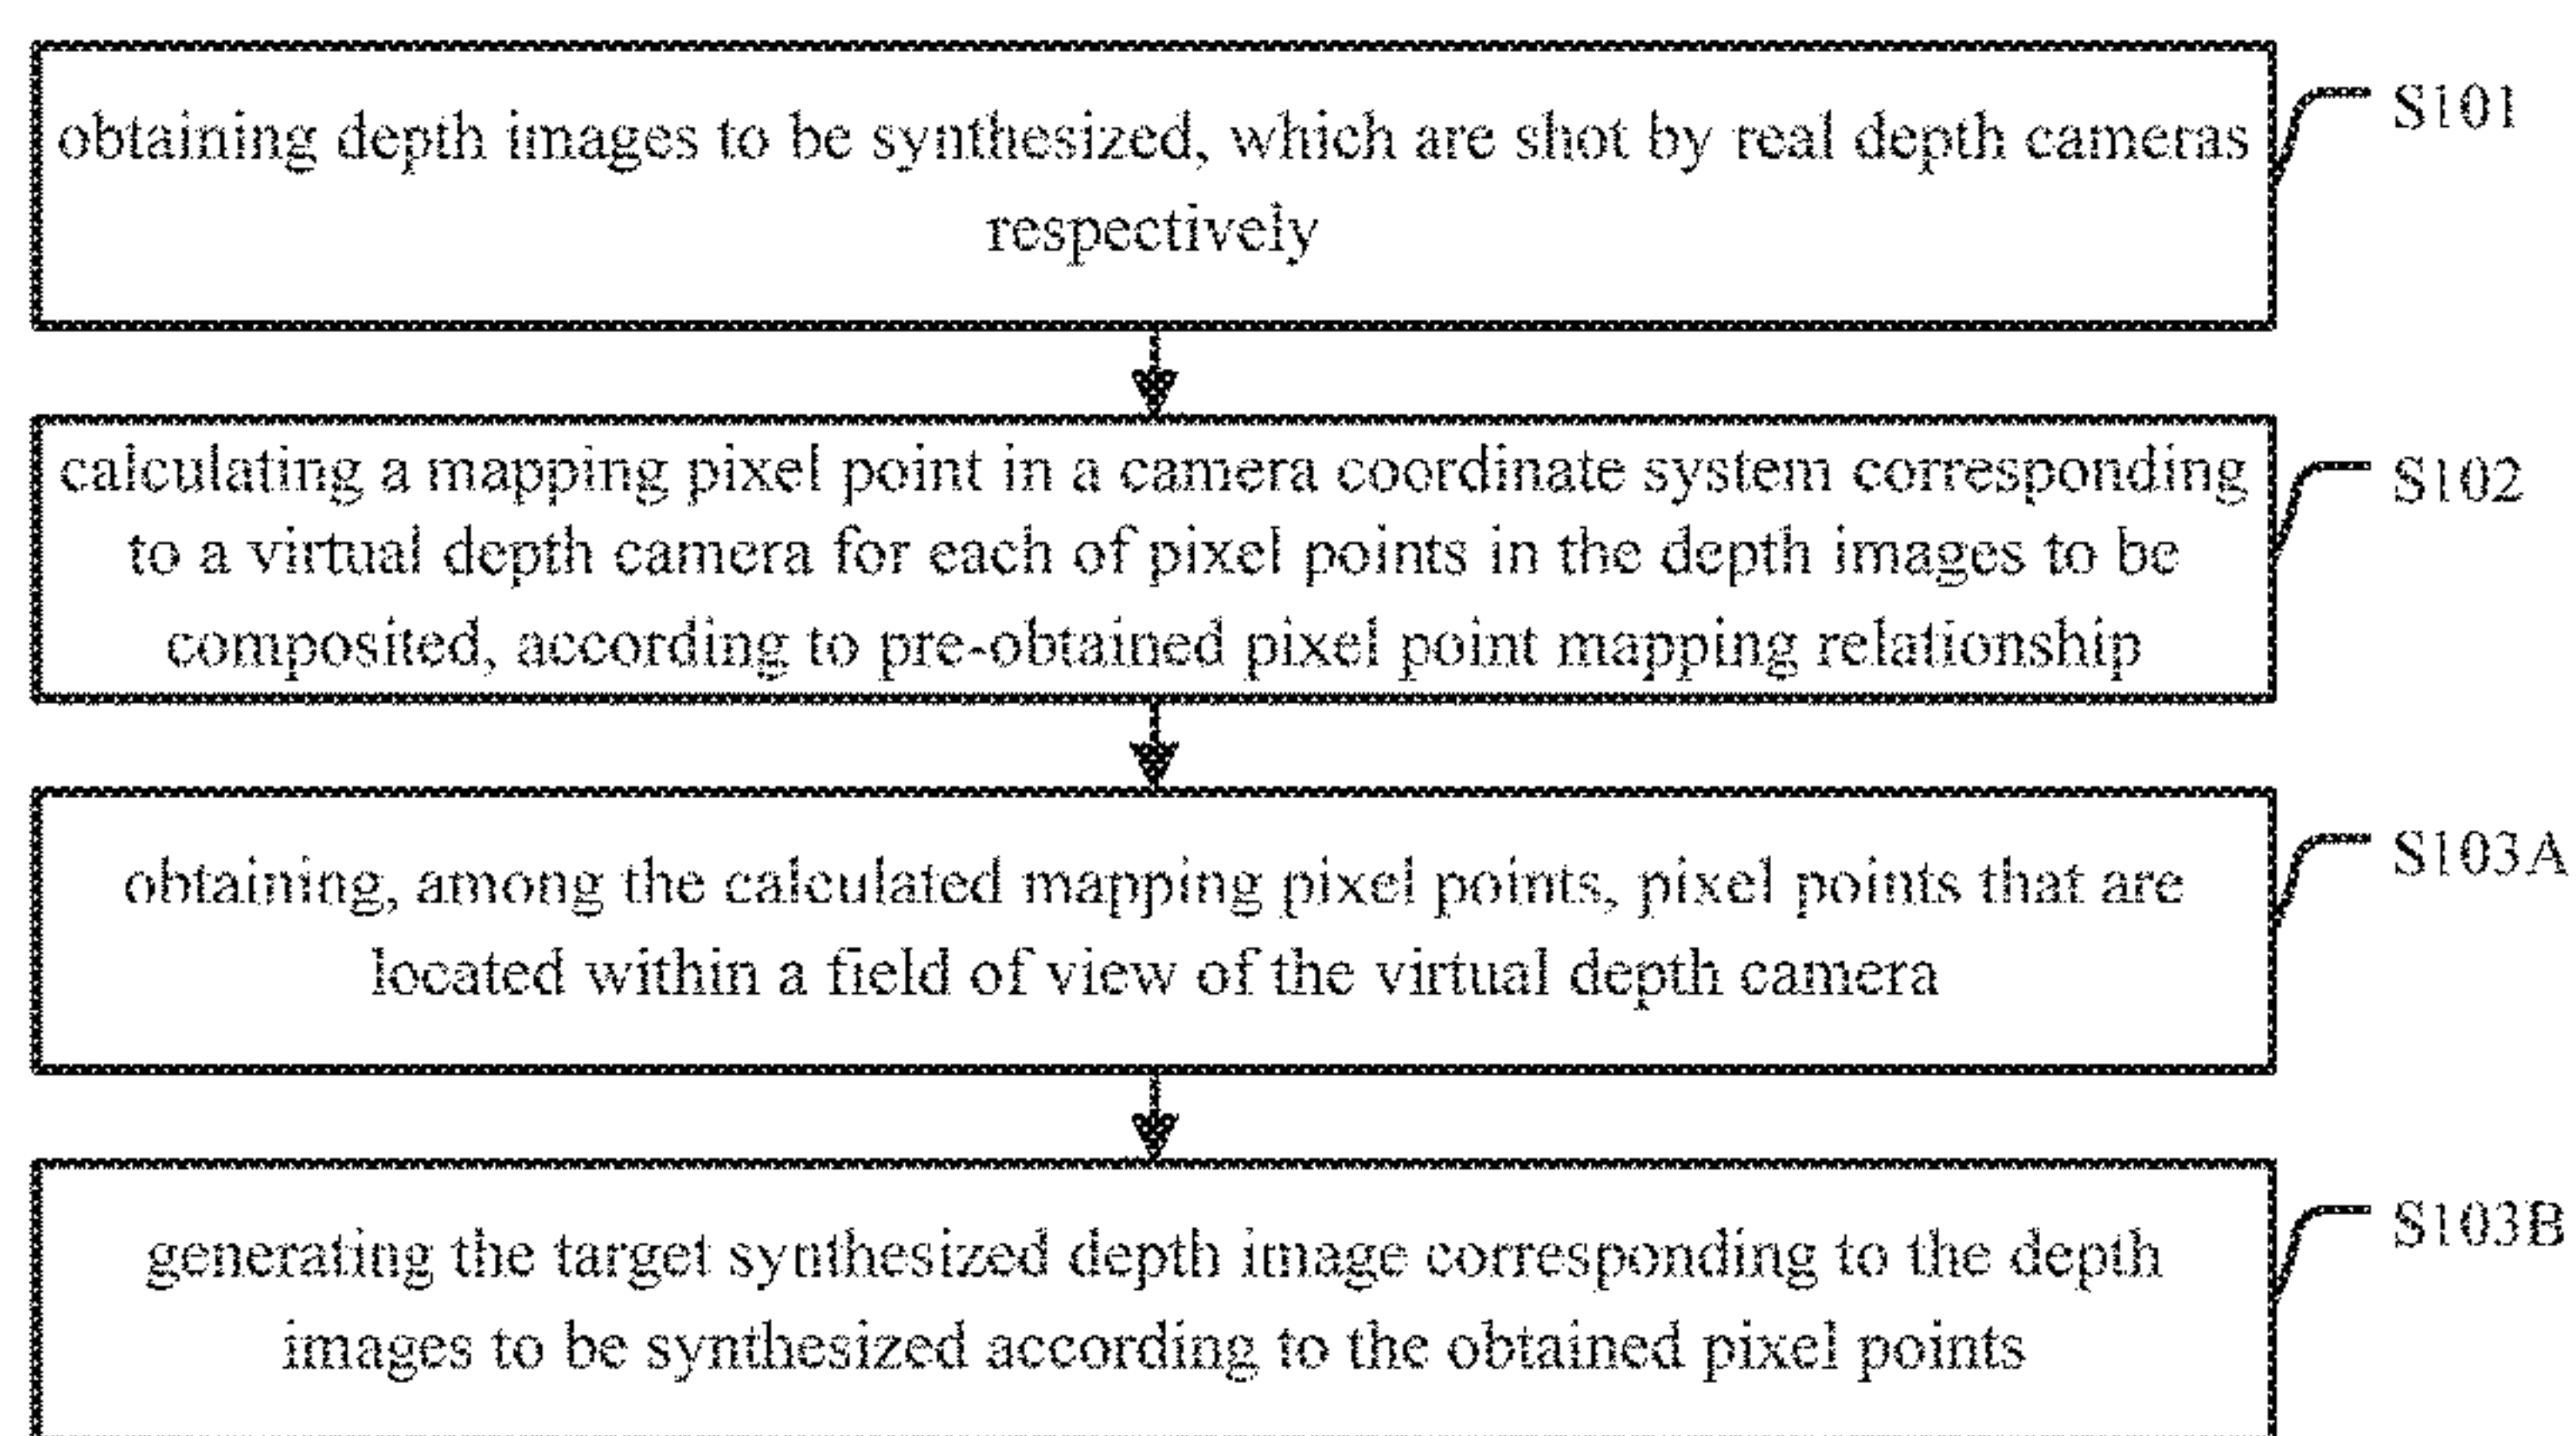 obtaining depth images to be synthesized, which are shot by real depth cameras
respectively
S101
calculating a mapping pixel point in a camera coordinate system corresponding
to a virtual depth camera for each of pixel points in the depth images to be
composited, according to pre-obtained pixel point mapping relationship
S102
obtaining, among the calculated mapping pixel points, pixel points that are
located within a field of view of the virtual depth camera
S103A
generating the target synthesized depth image corresponding to the depth
images to be synthesized according to the obtained pixel points
S103B